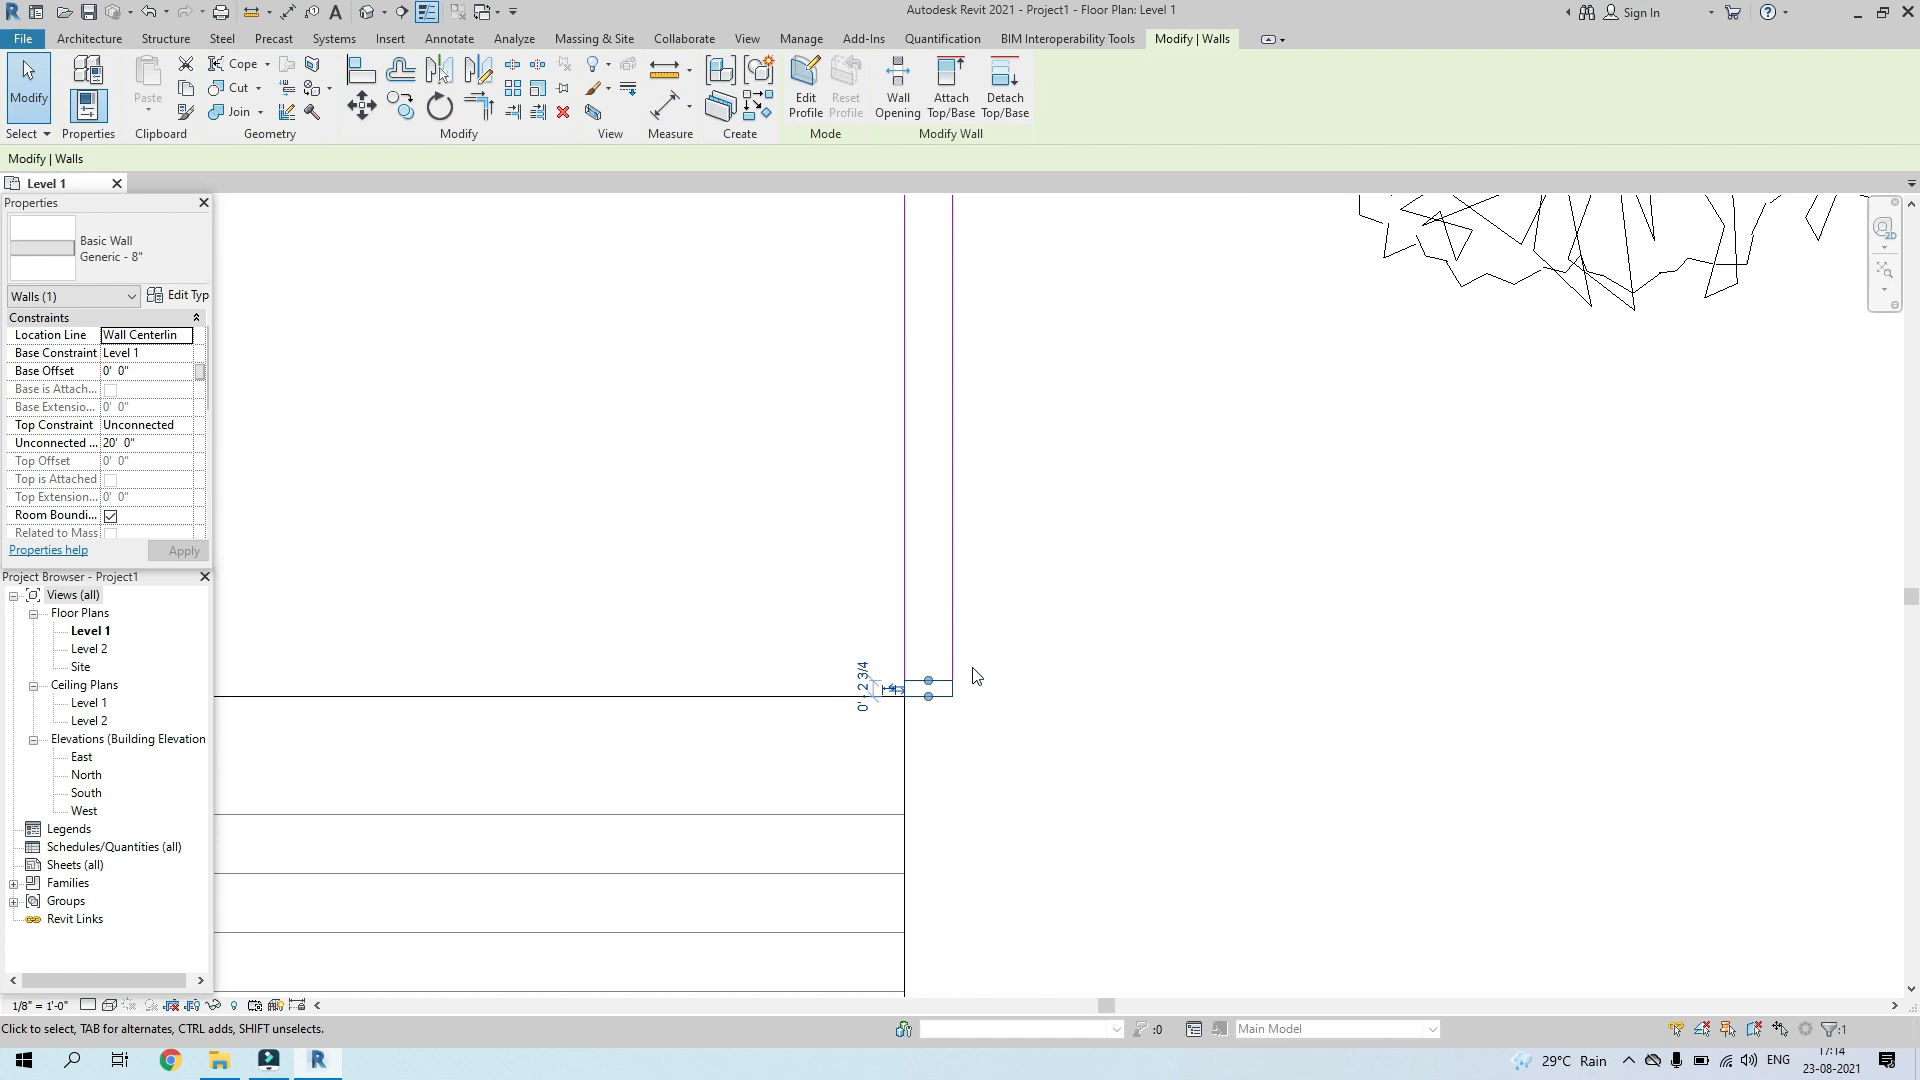 Autodesk Revit 2021 - Project1 - Floor Plan: Level 1
Sign In
File Architecture Structure Steel Precast Systems Insert Annotate Analyze Massing & Site Collaborate View Manage Add-Ins Quantification BIM Interoperability Tools Modify | Walls
Modify
Paste
Cope
Cut
Join
Edit Profile
Reset Profile
Wall Opening
Attach Top/Base
Detach Top/Base
Select Properties Clipboard Geometry Modify View Measure Create Mode Modify Wall
Modify | Walls
Level 1
Properties
Basic Wall
Generic - 8"
Walls (1) Edit Typ
Constraints
Location Line Wall Centerlin
Base Constraint Level 1
Base Offset 0' 0"
Base is Attach...
Base Extensio... 0' 0"
Top Constraint Unconnected
Unconnected ... 20' 0"
Top Offset 0' 0"
Top is Attached
Top Extension... 0' 0"
Room Boundi...
Related to Mass
Properties help Apply
Project Browser - Project1
Views (all)
Floor Plans
Level 1
Level 2
Site
Ceiling Plans
Level 1
Level 2
Elevations (Building Elevation
East
North
South
West
Legends
Schedules/Quantities (all)
Sheets (all)
Families
Groups
Revit Links
0' - 2 3/4
2D
1/8" = 1'-0"
Click to select, TAB for alternates, CTRL adds, SHIFT unselects.
:0
Main Model
:1
29°C Rain
ENG
17:14
23-08-2021